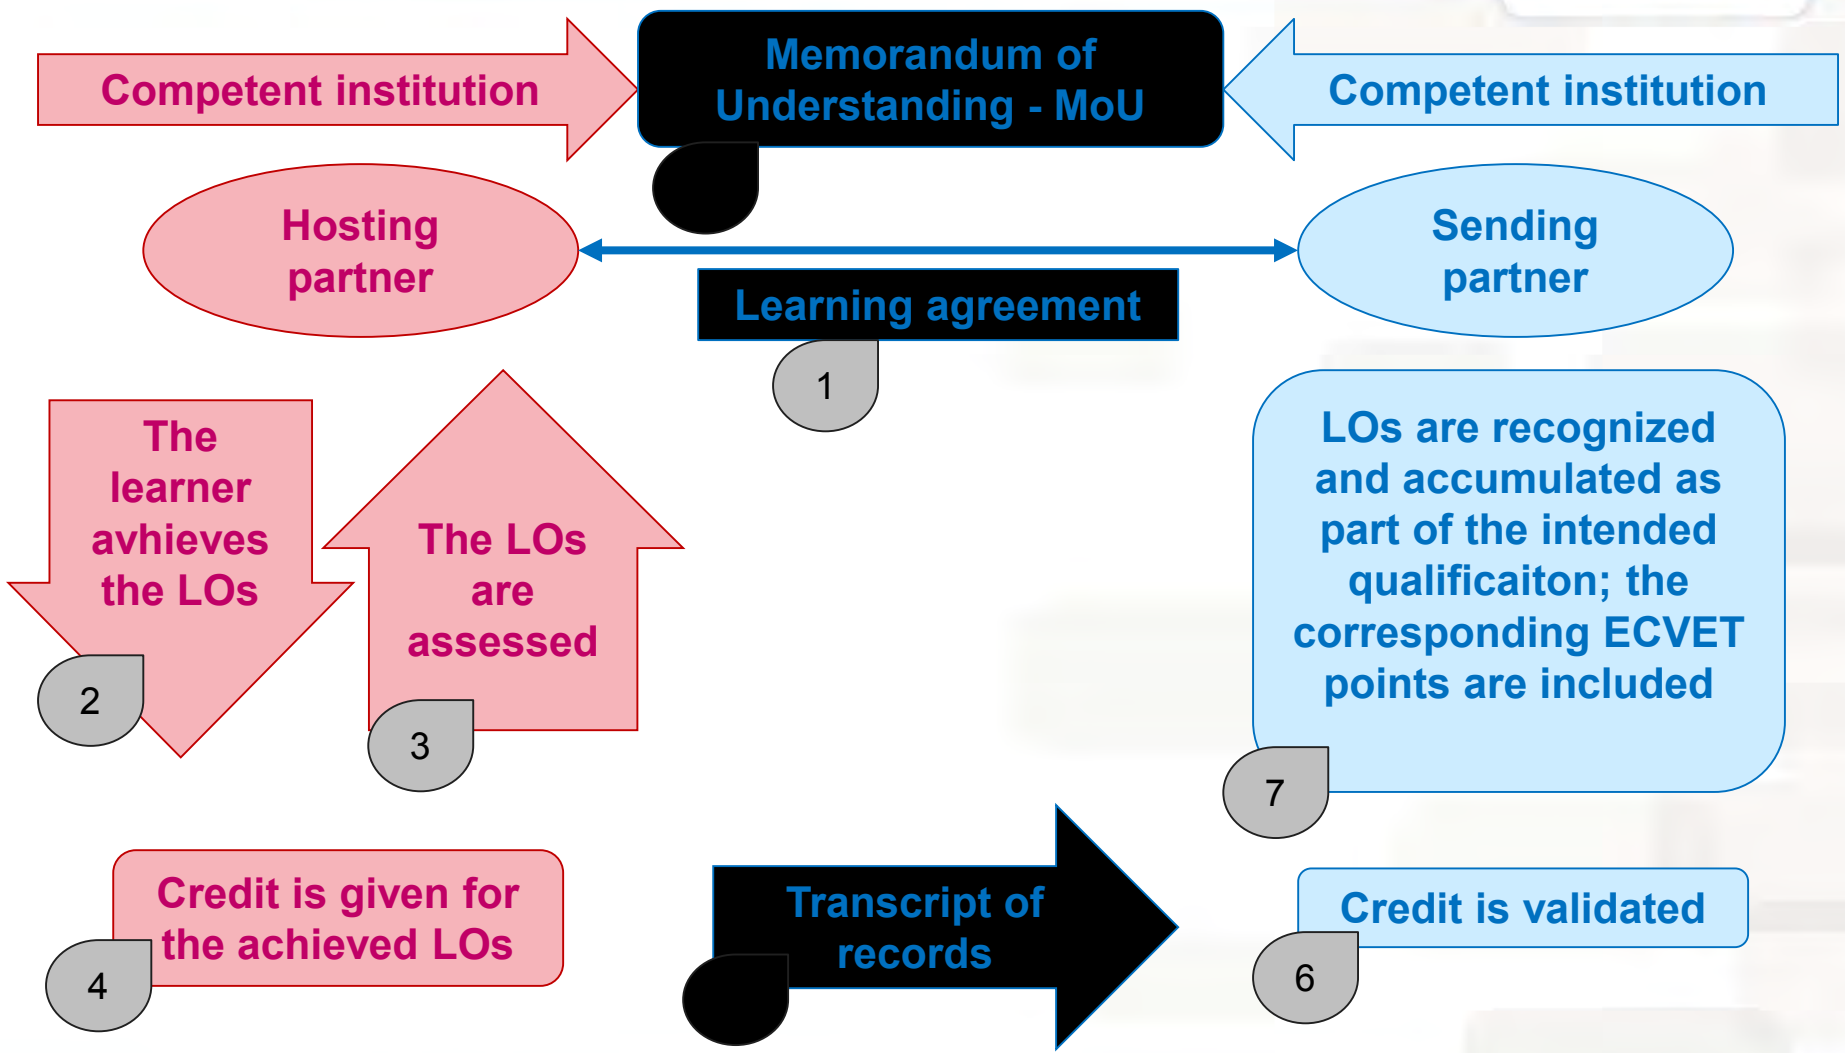 Competent institution
Memorandum of
Understanding - MoU
Competent institution
Hosting
partner
Sending
partner
Learning agreement
1
The
learner
avhieves
the LOs
2
The LOs
are
assessed
3
LOs are recognized
and accumulated as
part of the intended
qualificaiton; the
corresponding ECVET
points are included
7
Credit is given for
the achieved LOs
4
Transcript of
records
Credit is validated
6